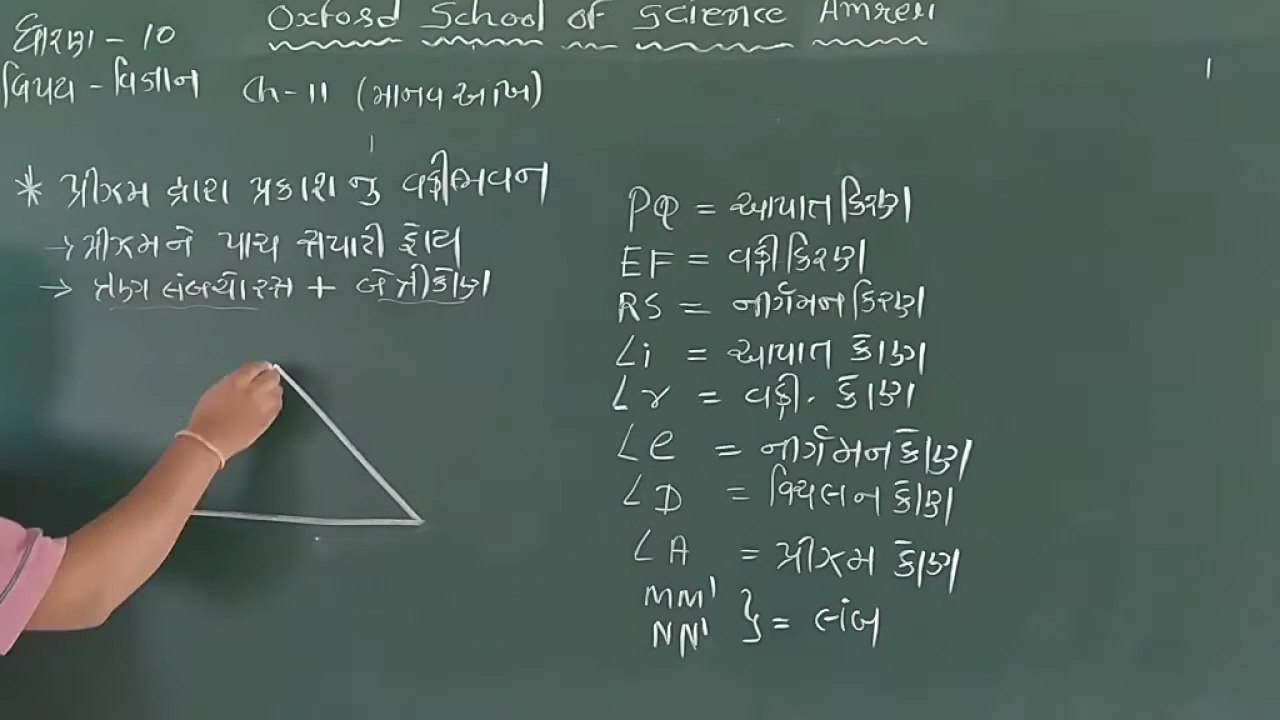 ધોરણ - 10
Oxford School of Science Amreli
વિષય - વિજ્ઞાન
Ch - 11 (માનવ આંખ)
* પ્રીઝમ દ્વારા પ્રકાશ નુ વક્રીભવન
→ પ્રીઝમને પાચ સપાટી હોય
→ ત્રણ લંબચોરસ + બે ત્રીકોણ
PQ = આપાત કિરણ
EF = વક્રી કિરણ
RS = નીર્ગમન કિરણ
∠i = આપાત કોણ
∠r = વક્રી. કોણ
∠e = નીર્ગમન કોણ
∠D = વિચલન કોણ
∠A = પ્રીઝમ કોણ
MM'
NN' } = લંબ